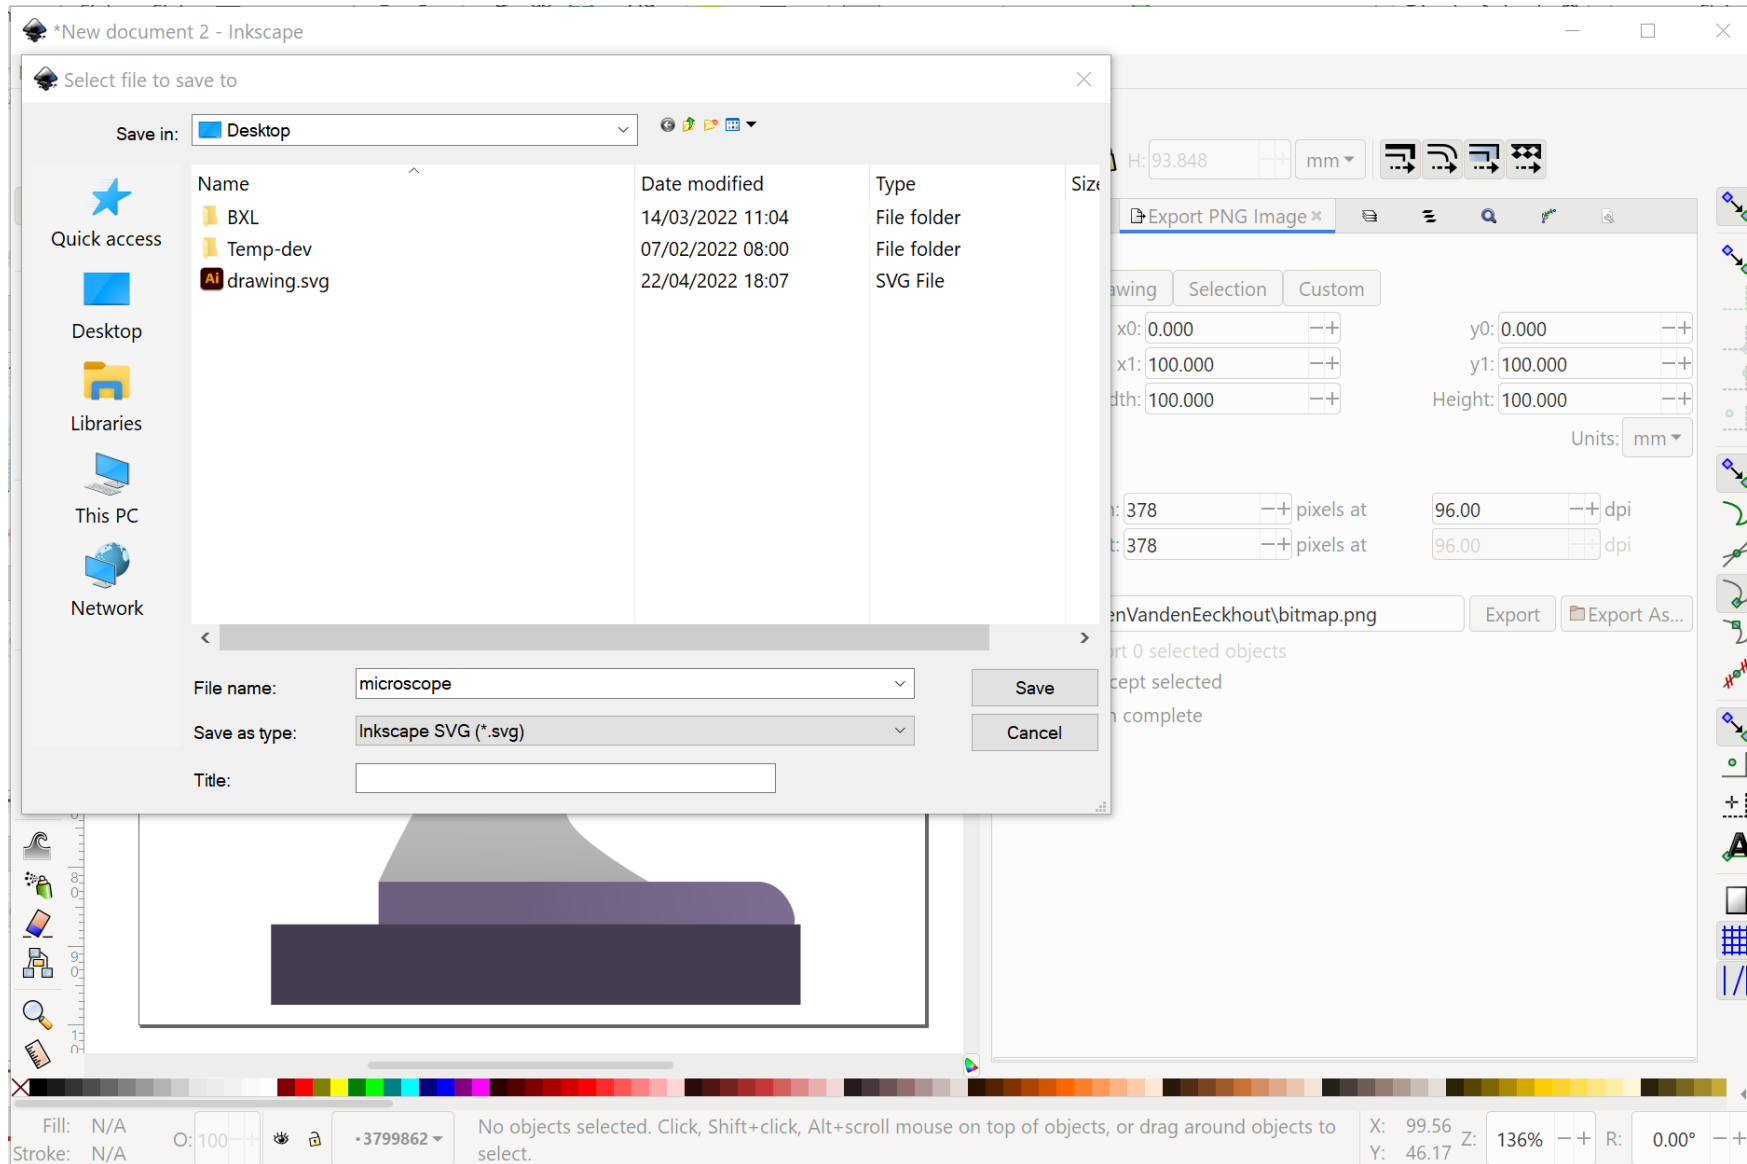 *New document 2 - Inkscape
Select file to save to
Save in:
Desktop
Name
Date modified
Type
Size
BXL
14/03/2022 11:04
File folder
Temp-dev
07/02/2022 08:00
File folder
drawing.svg
22/04/2022 18:07
SVG File
Quick access
Desktop
Libraries
This PC
Network
File name:
microscope
Save
Save as type:
Inkscape SVG (*.svg)
Cancel
Title:
H: 93.848
mm
Export PNG Image
awing
Selection
Custom
x0: 0.000
y0: 0.000
x1: 100.000
y1: 100.000
dth: 100.000
Height: 100.000
Units: mm
378 pixels at 96.00 dpi
378 pixels at 96.00 dpi
enVandenEeckhout\bitmap.png
Export
Export As...
ort 0 selected objects
cept selected
n complete
Fill: N/A
Stroke: N/A
O: 100
•3799862
No objects selected. Click, Shift+click, Alt+scroll mouse on top of objects, or drag around objects to
select.
X: 99.56
Y: 46.17
Z: 136%
R: 0.00°